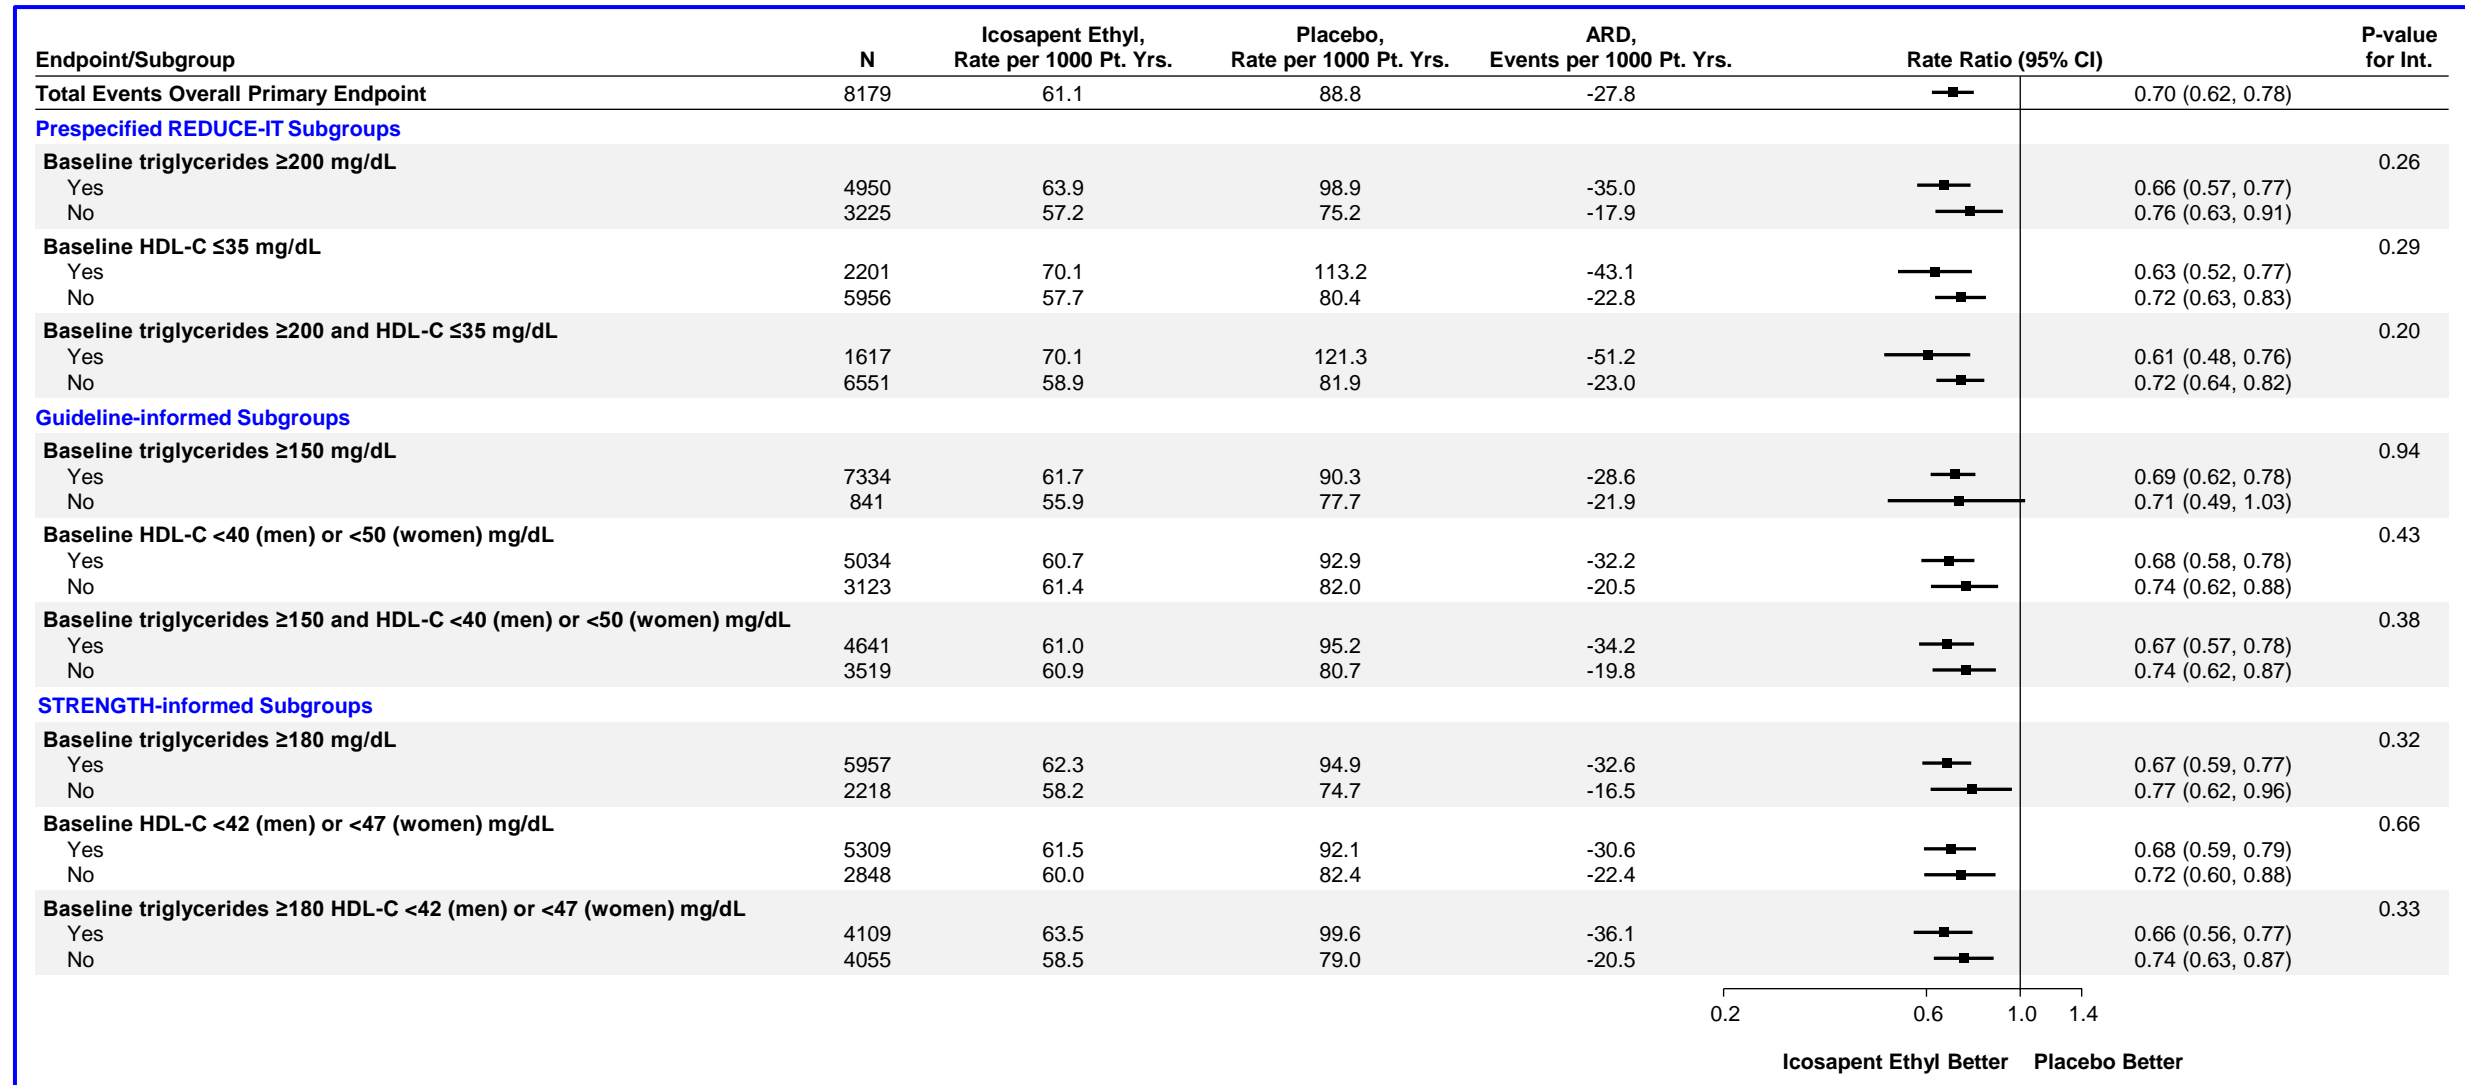 Endpoint/Subgroup N Icosapent Ethyl, Rate per 1000 Pt. Yrs. Placebo, Rate per 1000 Pt. Yrs. ARD, Events per 1000 Pt. Yrs. Rate Ratio (95% CI) P-value for Int.
Total Events Overall Primary Endpoint 8179 61.1 88.8 -27.8 0.70 (0.62, 0.78)
Prespecified REDUCE-IT Subgroups
Baseline triglycerides ≥200 mg/dL 0.26
Yes 4950 63.9 98.9 -35.0 0.66 (0.57, 0.77)
No 3225 57.2 75.2 -17.9 0.76 (0.63, 0.91)
Baseline HDL-C ≤35 mg/dL 0.29
Yes 2201 70.1 113.2 -43.1 0.63 (0.52, 0.77)
No 5956 57.7 80.4 -22.8 0.72 (0.63, 0.83)
Baseline triglycerides ≥200 and HDL-C ≤35 mg/dL 0.20
Yes 1617 70.1 121.3 -51.2 0.61 (0.48, 0.76)
No 6551 58.9 81.9 -23.0 0.72 (0.64, 0.82)
Guideline-informed Subgroups
Baseline triglycerides ≥150 mg/dL 0.94
Yes 7334 61.7 90.3 -28.6 0.69 (0.62, 0.78)
No 841 55.9 77.7 -21.9 0.71 (0.49, 1.03)
Baseline HDL-C <40 (men) or <50 (women) mg/dL 0.43
Yes 5034 60.7 92.9 -32.2 0.68 (0.58, 0.78)
No 3123 61.4 82.0 -20.5 0.74 (0.62, 0.88)
Baseline triglycerides ≥150 and HDL-C <40 (men) or <50 (women) mg/dL 0.38
Yes 4641 61.0 95.2 -34.2 0.67 (0.57, 0.78)
No 3519 60.9 80.7 -19.8 0.74 (0.62, 0.87)
STRENGTH-informed Subgroups
Baseline triglycerides ≥180 mg/dL 0.32
Yes 5957 62.3 94.9 -32.6 0.67 (0.59, 0.77)
No 2218 58.2 74.7 -16.5 0.77 (0.62, 0.96)
Baseline HDL-C <42 (men) or <47 (women) mg/dL 0.66
Yes 5309 61.5 92.1 -30.6 0.68 (0.59, 0.79)
No 2848 60.0 82.4 -22.4 0.72 (0.60, 0.88)
Baseline triglycerides ≥180 HDL-C <42 (men) or <47 (women) mg/dL 0.33
Yes 4109 63.5 99.6 -36.1 0.66 (0.56, 0.77)
No 4055 58.5 79.0 -20.5 0.74 (0.63, 0.87)
0.2 0.6 1.0 1.4
Icosapent Ethyl Better Placebo Better